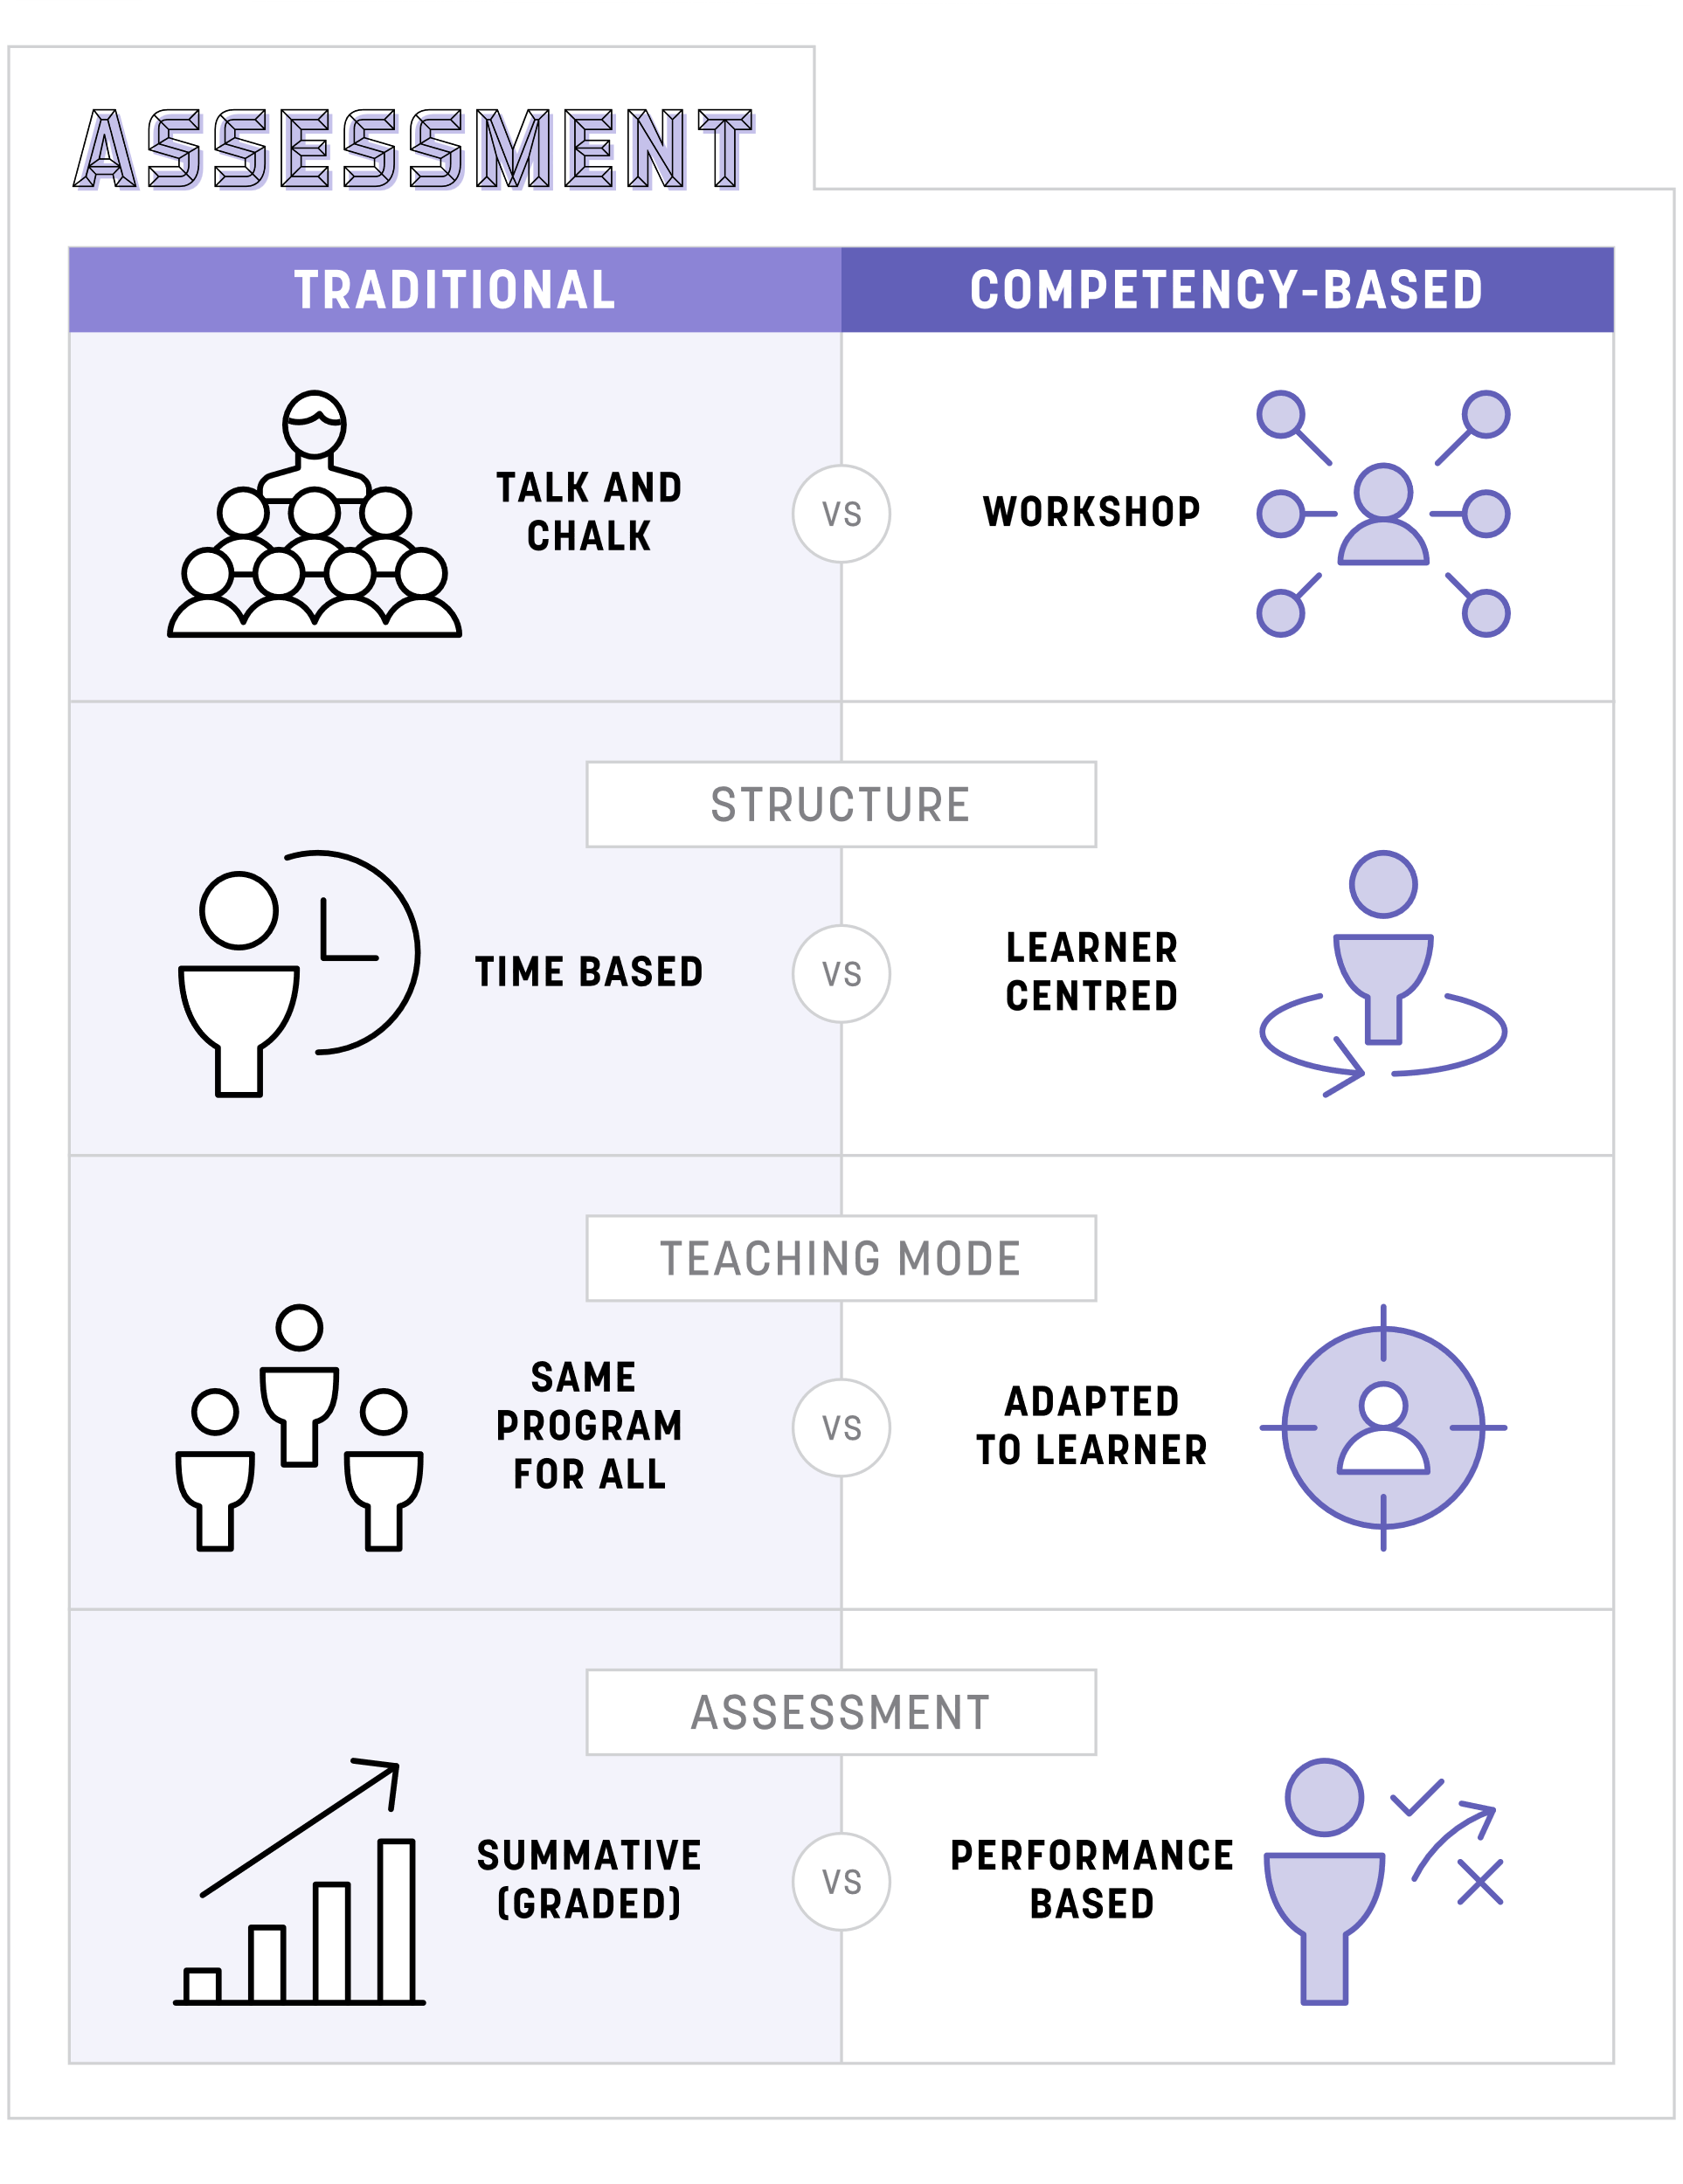 ASSESSMENT
TRADITIONAL
COMPETENCY-BASED
TALK AND
CHALK
VS
WORKSHOP
STRUCTURE
TIME BASED
VS
LEARNER
CENTRED
TEACHING MODE
SAME
PROGRAM
FOR ALL
VS
ADAPTED
TO LEARNER
ASSESSMENT
SUMMATIVE
(GRADED)
VS
PERFORMANCE
BASED